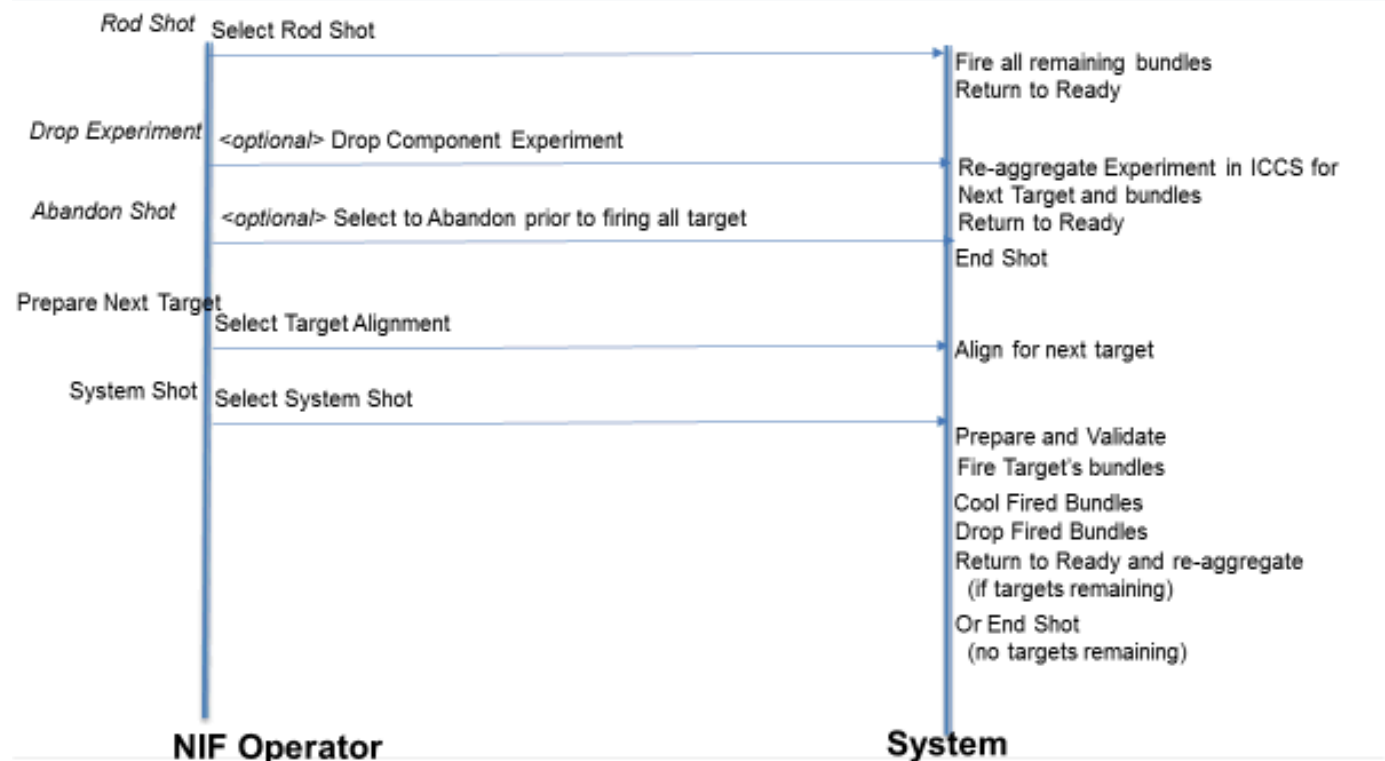 Rod Shot
Select Rod Shot
Fire all remaining bundles
Return to Ready
Drop Experiment
<optional> Drop Component Experiment
Re-aggregate Experiment in ICCS for
Next Target and bundles
Return to Ready
Abandon Shot
<optional> Select to Abandon prior to firing all target
End Shot
Prepare Next Target
Select Target Alignment
Align for next target
System Shot
Select System Shot
Prepare and Validate
Fire Target's bundles
Cool Fired Bundles
Drop Fired Bundles
Return to Ready and re-aggregate
(if targets remaining)
Or End Shot
(no targets remaining)
NIF Operator
System